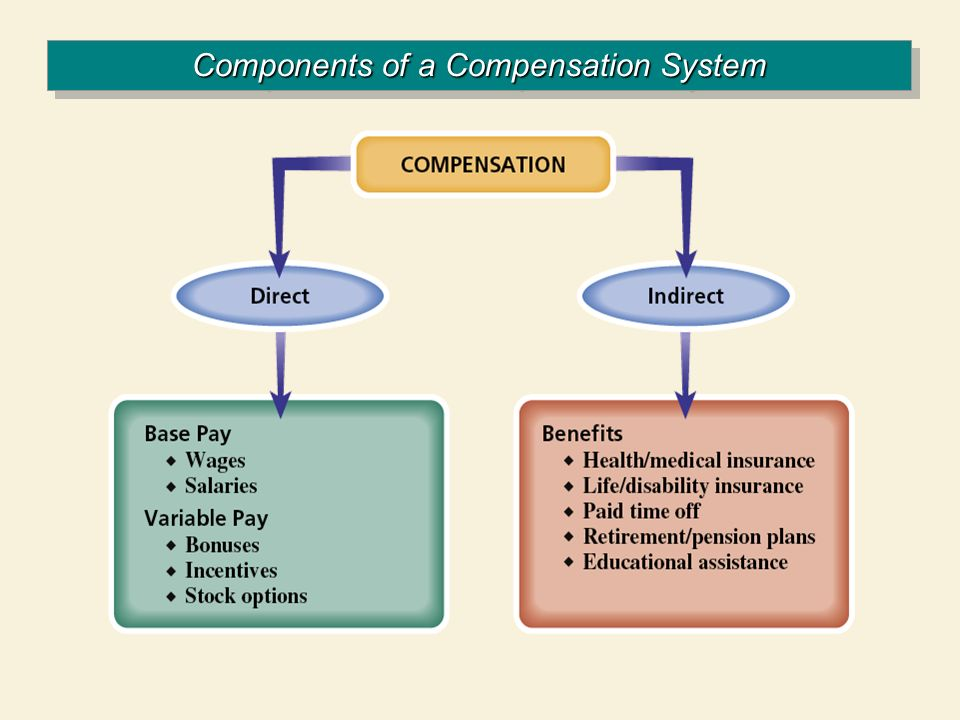 Components of a Compensation System
COMPENSATION
Direct
Indirect
Base Pay
◆ Wages
◆ Salaries
Variable Pay
◆ Bonuses
◆ Incentives
◆ Stock options
Benefits
◆ Health/medical insurance
◆ Life/disability insurance
◆ Paid time off
◆ Retirement/pension plans
◆ Educational assistance